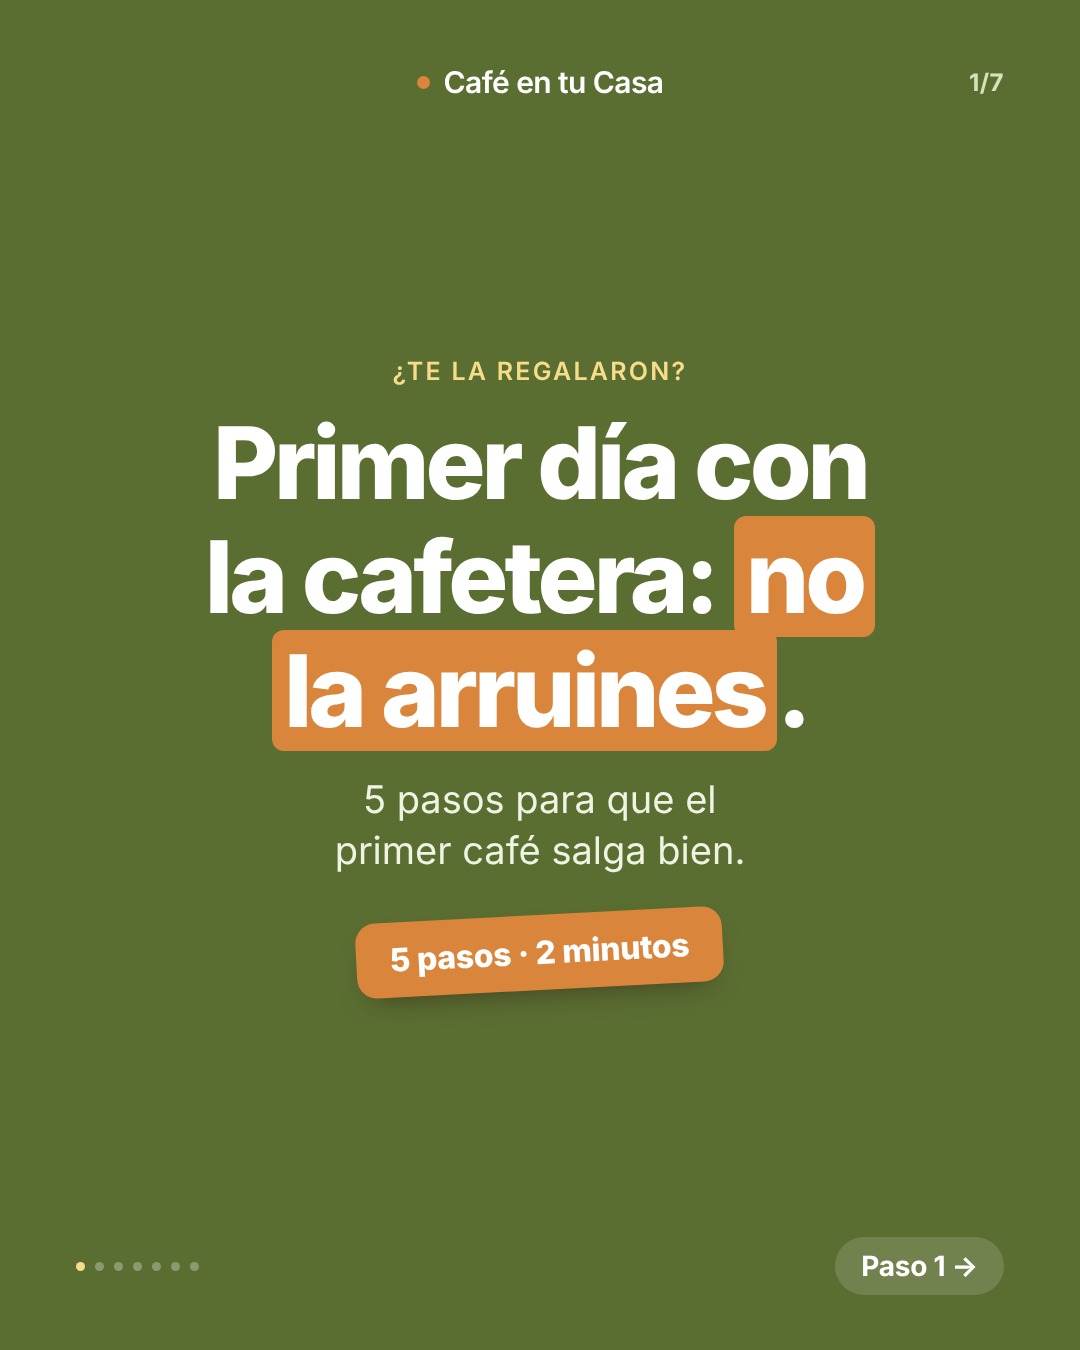 Café en tu Casa
1/7
¿TE LA REGALARON?
Primer día con
la cafetera: no
la arruines.
5 pasos para que el
primer café salga bien.
5 pasos · 2 minutos
Paso 1 →